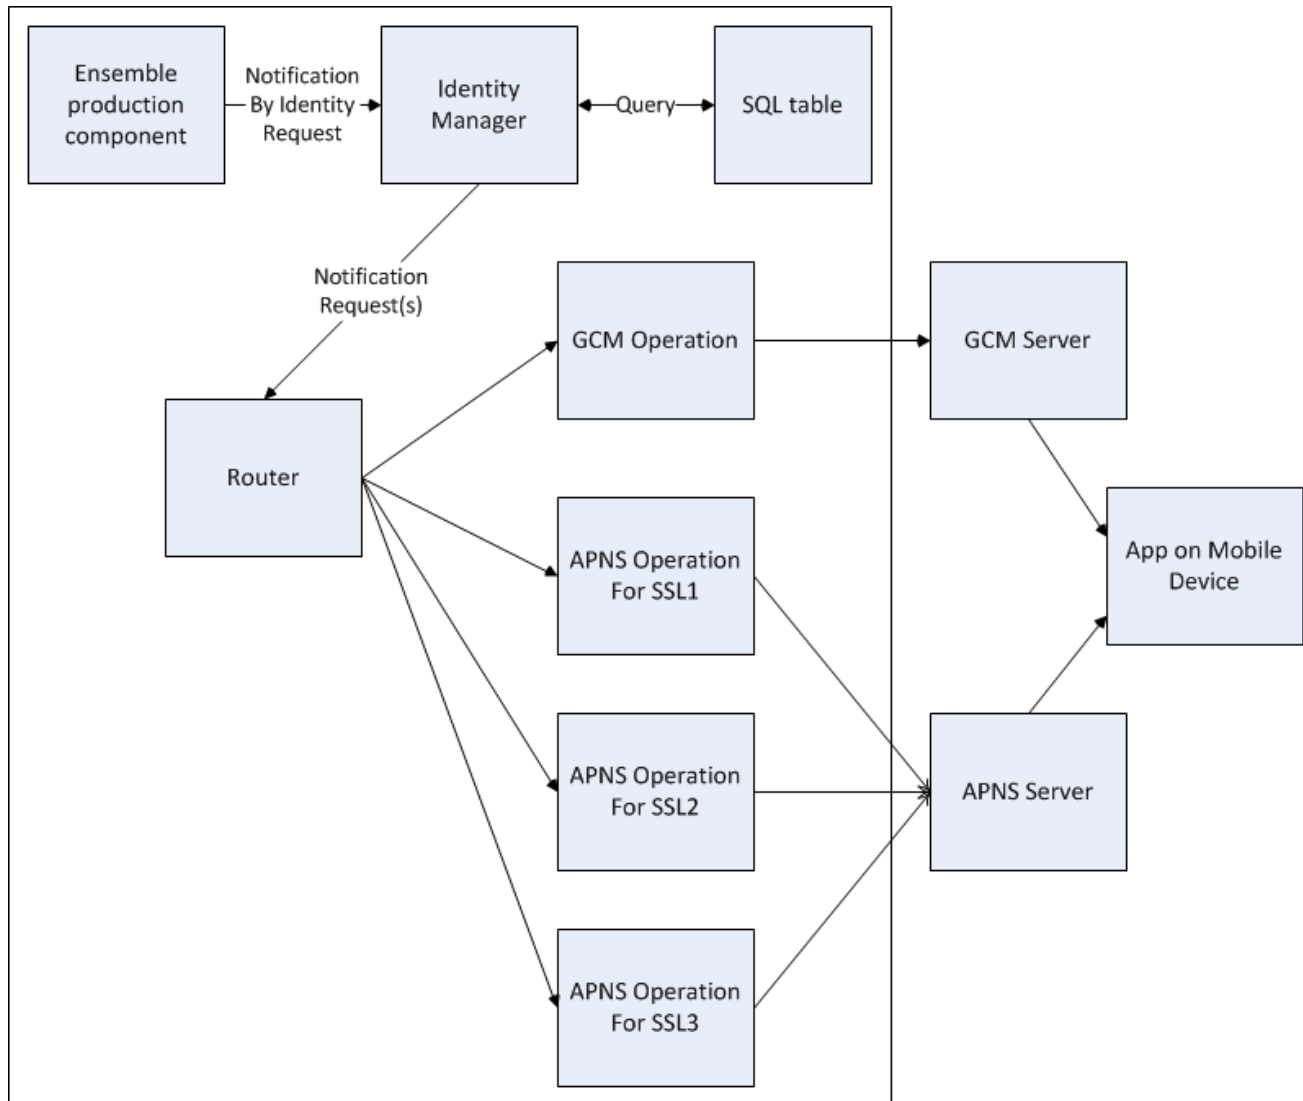 Ensemble
production
component
Notification
By Identity
Request
Identity
Manager
Query
SQL table
Notification
Request(s)
GCM Operation
GCM Server
Router
APNS Operation
For SSL1
App on Mobile
Device
APNS Operation
For SSL2
APNS Server
APNS Operation
For SSL3